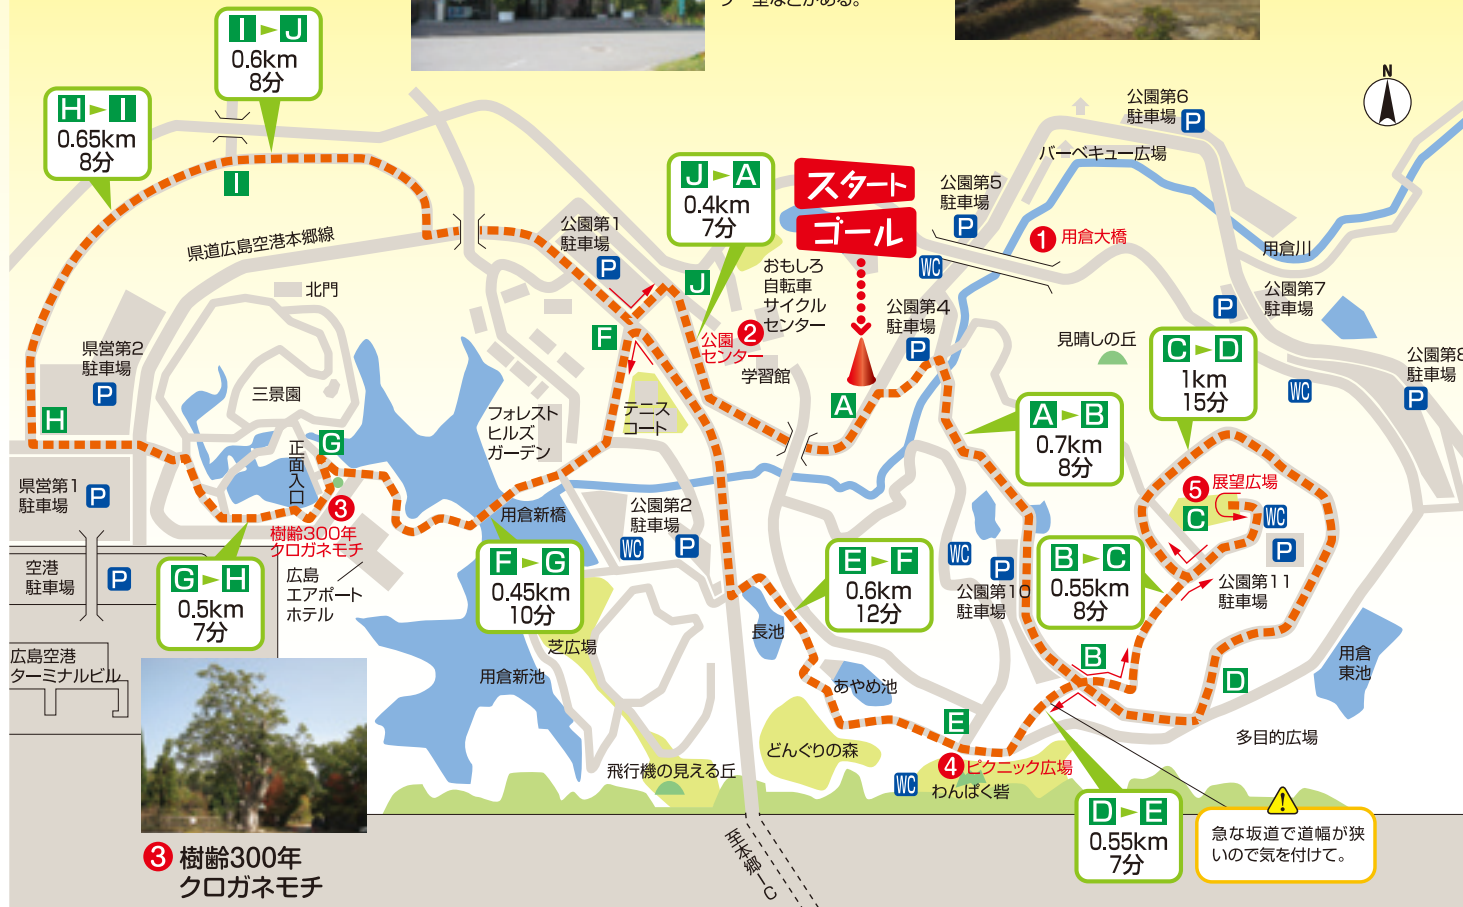 ラー室などがある。
I ► J
0.6km
8分
H ► I
0.65km
8分
I
J ► A
0.4km
7分
スタート
ゴール
N
公園第6
駐車場 P
バーベキュー広場
公園第5
駐車場
P
1 用倉大橋
用倉川
WC
公園第1
駐車場
P
県道広島空港本郷線
北門
J
おもしろ
自転車
サイクル
センター
公園第4
駐車場
P
P
公園第7
駐車場
見晴しの丘
F
公園 2
センター
学習館
C ► D
1km
15分
公園第8
駐車場
P
WC
県営第2
駐車場
P
三景園
H
フォレスト
ヒルズ
ガーデン
テニス
コート
A
A ► B
0.7km
8分
G
正面入口
県営第1
駐車場
P
3
樹齢300年
クロガネモチ
用倉新橋
公園第2
駐車場
WC
P
5 展望広場
C
WC
P
公園第11
駐車場
空港
駐車場
P
G ► H
0.5km
7分
広島
エアポート
ホテル
F ► G
0.45km
10分
E ► F
0.6km
12分
WC
P
公園第10
駐車場
B ► C
0.55km
8分
広島空港
ターミナルビル
芝広場
用倉新池
長池
あやめ池
B
D
用倉
東池
E
どんぐりの森
多目的広場
飛行機の見える丘
4 ピクニック広場
わんぱく砦
WC
D ► E
0.55km
7分
!
急な坂道で道幅が狭
いので気を付けて。
至本郷IC
3 樹齢300年
クロガネモチ